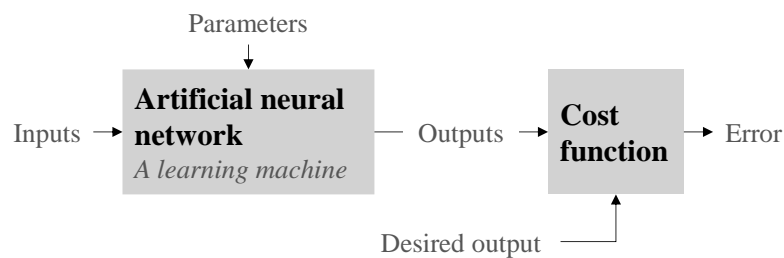 Parameters
Inputs
Artificial neural
network
A learning machine
Outputs
Cost
function
Error
Desired output